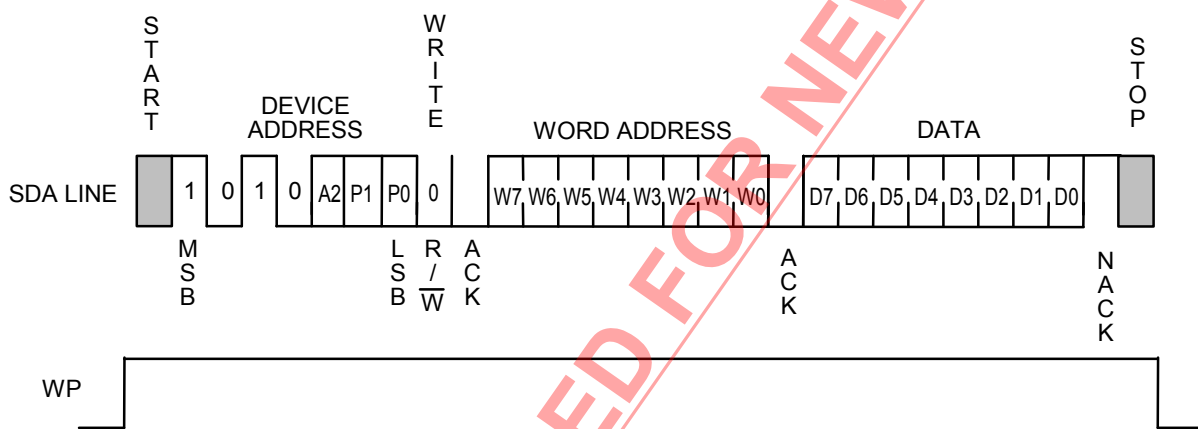 START
WRITE
STOP
DEVICE
ADDRESS
WORD ADDRESS
DATA
SDA LINE
1 0 1 0 A2 P1 P0 0 W7 W6 W5 W4 W3 W2 W1 W0 D7 D6 D5 D4 D3 D2 D1 D0
MSB
LSB
R/W
ACK
ACK
NACK
WP
ED FOR NEW